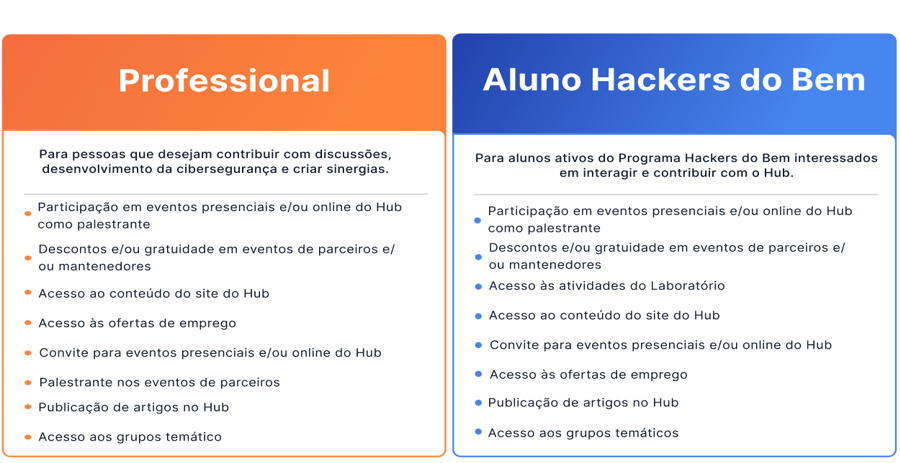 Professional
Para pessoas que desejam contribuir com discussões,
desenvolvimento da cibersegurança e criar sinergias.
Participação em eventos presenciais e/ou online do Hub
como palestrante
Descontos e/ou gratuidade em eventos de parceiros e/
ou mantenedores
Acesso ao conteúdo do site do Hub
Acesso às ofertas de emprego
Convite para eventos presenciais e/ou online do Hub
Palestrante nos eventos de parceiros
Publicação de artigos no Hub
Acesso aos grupos temático
Aluno Hackers do Bem
Para alunos ativos do Programa Hackers do Bem interessados
em interagir e contribuir com o Hub.
Participação em eventos presenciais e/ou online do Hub
como palestrante
Descontos e/ou gratuidade em eventos de parceiros e/
ou mantenedores
Acesso às atividades do Laboratório
Acesso ao conteúdo do site do Hub
Convite para eventos presenciais e/ou online do Hub
Acesso às ofertas de emprego
Publicação de artigos no Hub
Acesso aos grupos temáticos